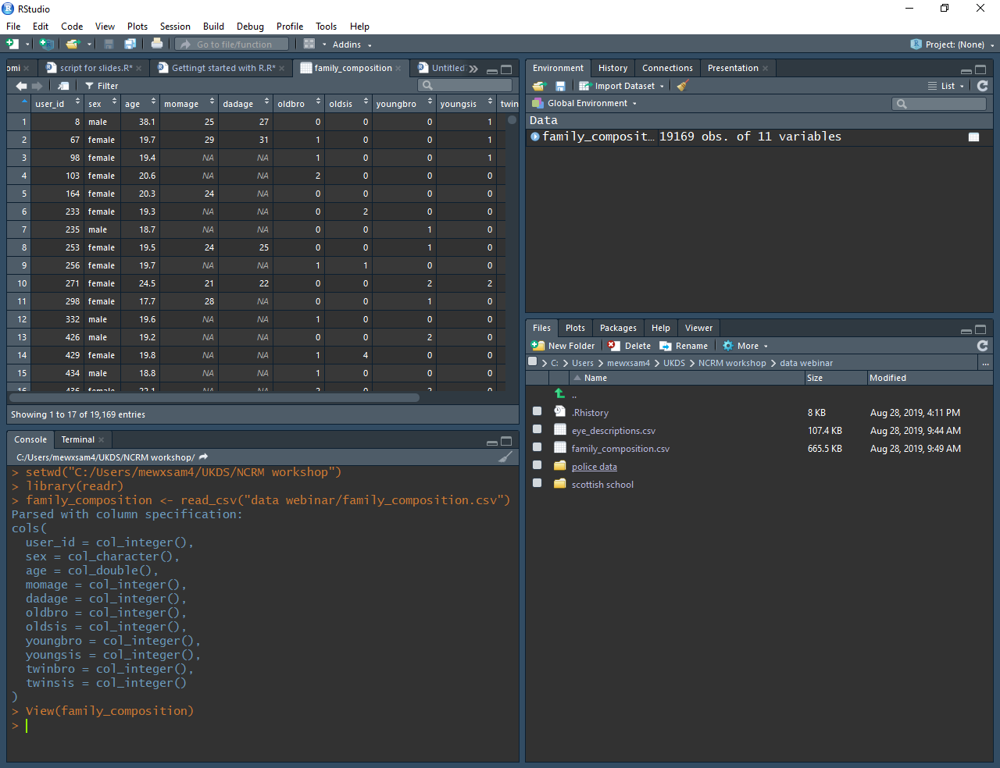 RStudio
File Edit Code View Plots Session Build Debug Profile Tools Help
Go to file/function Addins Project: (None)
omi script for slides.R* Gettingt started with R.R* family_composition Untitled
Filter
user_id sex age momage dadage oldbro oldsis youngbro youngsis twin
1 8 male 38.1 25 27 0 0 0 1
2 67 female 19.7 29 31 1 0 0 1
3 98 female 19.4 NA NA 1 0 0 1
4 103 female 20.6 NA NA 2 0 0 0
5 164 female 20.3 24 NA 0 0 0 0
6 233 female 19.3 NA NA 0 2 0 0
7 235 male 18.7 NA NA 0 0 1 0
8 253 female 19.5 24 25 0 0 1 0
9 256 female 19.7 NA NA 1 1 0 0
10 271 female 24.5 21 22 0 0 2 2
11 298 female 17.7 28 NA 0 0 1 0
12 332 male 19.6 NA NA 1 0 0 0
13 426 male 19.2 NA NA 0 0 2 0
14 429 female 19.8 NA NA 1 4 0 0
15 434 male 18.8 NA NA 1 0 0 0
Showing 1 to 17 of 19,169 entries
Console Terminal
C:/Users/mewxsam4/UKDS/NCRM workshop/
> setwd("C:/Users/mewxsam4/UKDS/NCRM workshop")
> library(readr)
> family_composition <- read_csv("data webinar/family_composition.csv")
Parsed with column specification:
cols(
user_id = col_integer(),
sex = col_character(),
age = col_double(),
momage = col_integer(),
dadage = col_integer(),
oldbro = col_integer(),
oldsis = col_integer(),
youngbro = col_integer(),
youngsis = col_integer(),
twinbro = col_integer(),
twinsis = col_integer()
)
> View(family_composition)
>
Environment History Connections Presentation
Import Dataset List
Global Environment
Data
family_composit… 19169 obs. of 11 variables
Files Plots Packages Help Viewer
New Folder Delete Rename More
C: Users mewxsam4 UKDS NCRM workshop data webinar ...
Name Size Modified
..
.Rhistory 8 KB Aug 28, 2019, 4:11 PM
eye_descriptions.csv 107.4 KB Aug 28, 2019, 9:44 AM
family_composition.csv 665.5 KB Aug 28, 2019, 9:49 AM
police data
scottish school